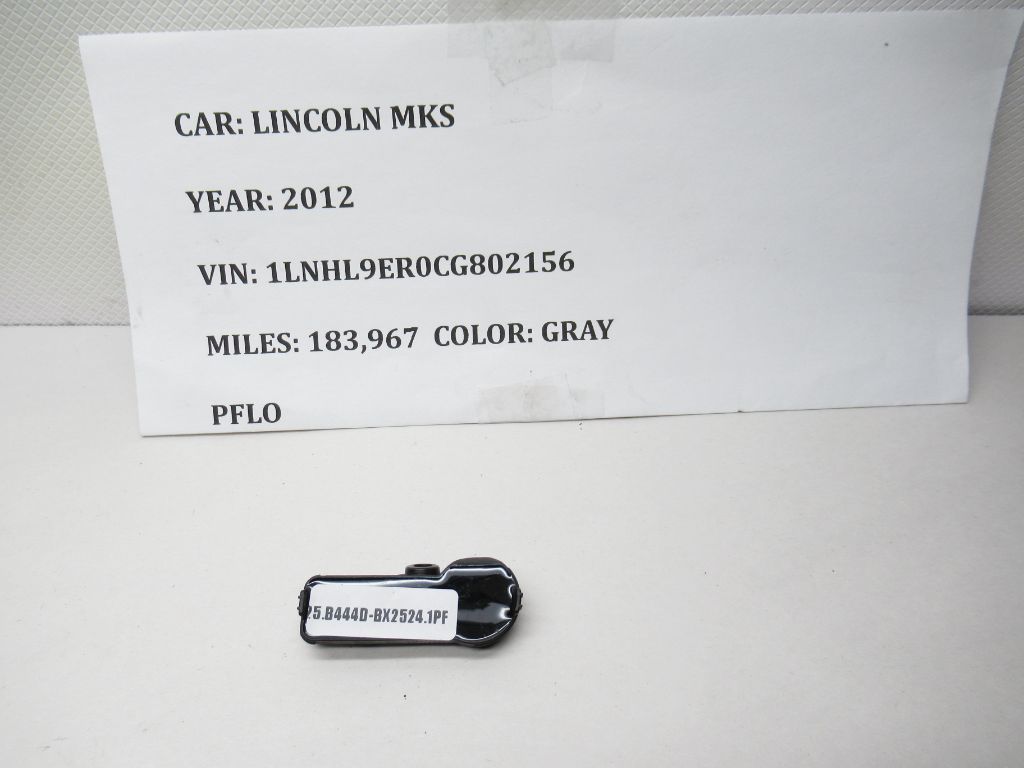 CAR: LINCOLN MKS
YEAR: 2012
VIN: 1LNHL9ER0CG802156
MILES: 183,967 COLOR: GRAY
PFLO
25.B444D-BX2524.1PF